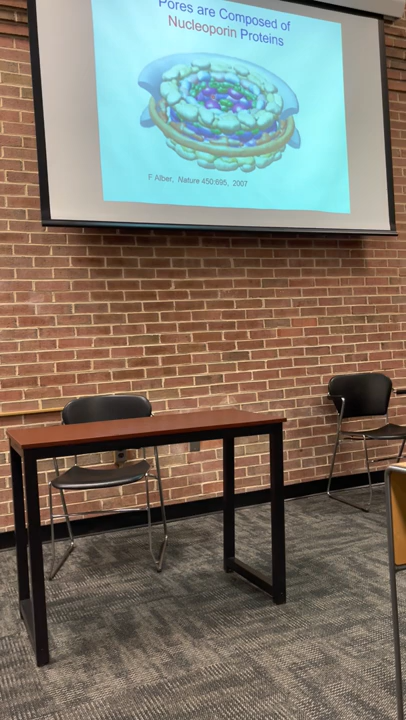 Pores are Composed of
Nucleoporin Proteins
F Alber, Nature 450:695, 2007